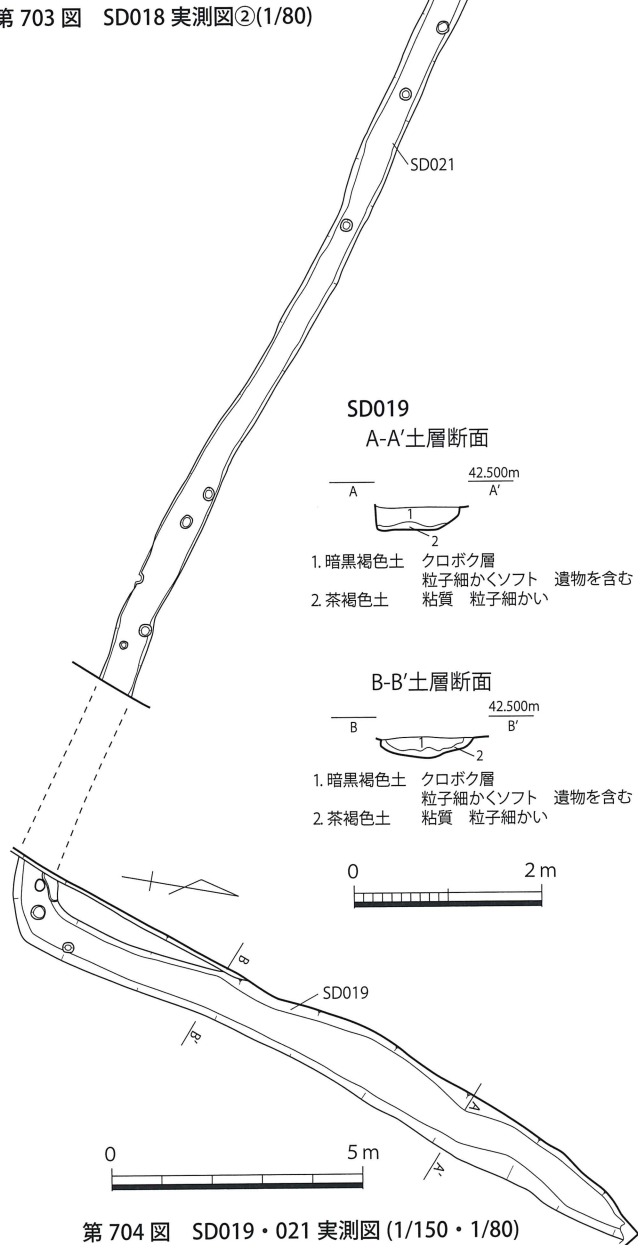 第 703 図　SD018 実測図②(1/80)
SD021
SD019
A-A′土層断面
A
42.500m
A′
1
2
1. 暗黒褐色土　クロボク層
粒子細かくソフト　遺物を含む
2. 茶褐色土　粘質　粒子細かい
B-B′土層断面
B
42.500m
B′
1
2
1. 暗黒褐色土　クロボク層
粒子細かくソフト　遺物を含む
2. 茶褐色土　粘質　粒子細かい
0　2 m
B
SD019
B′
A
A′
0　5 m
第 704 図　SD019・021 実測図 (1/150・1/80)